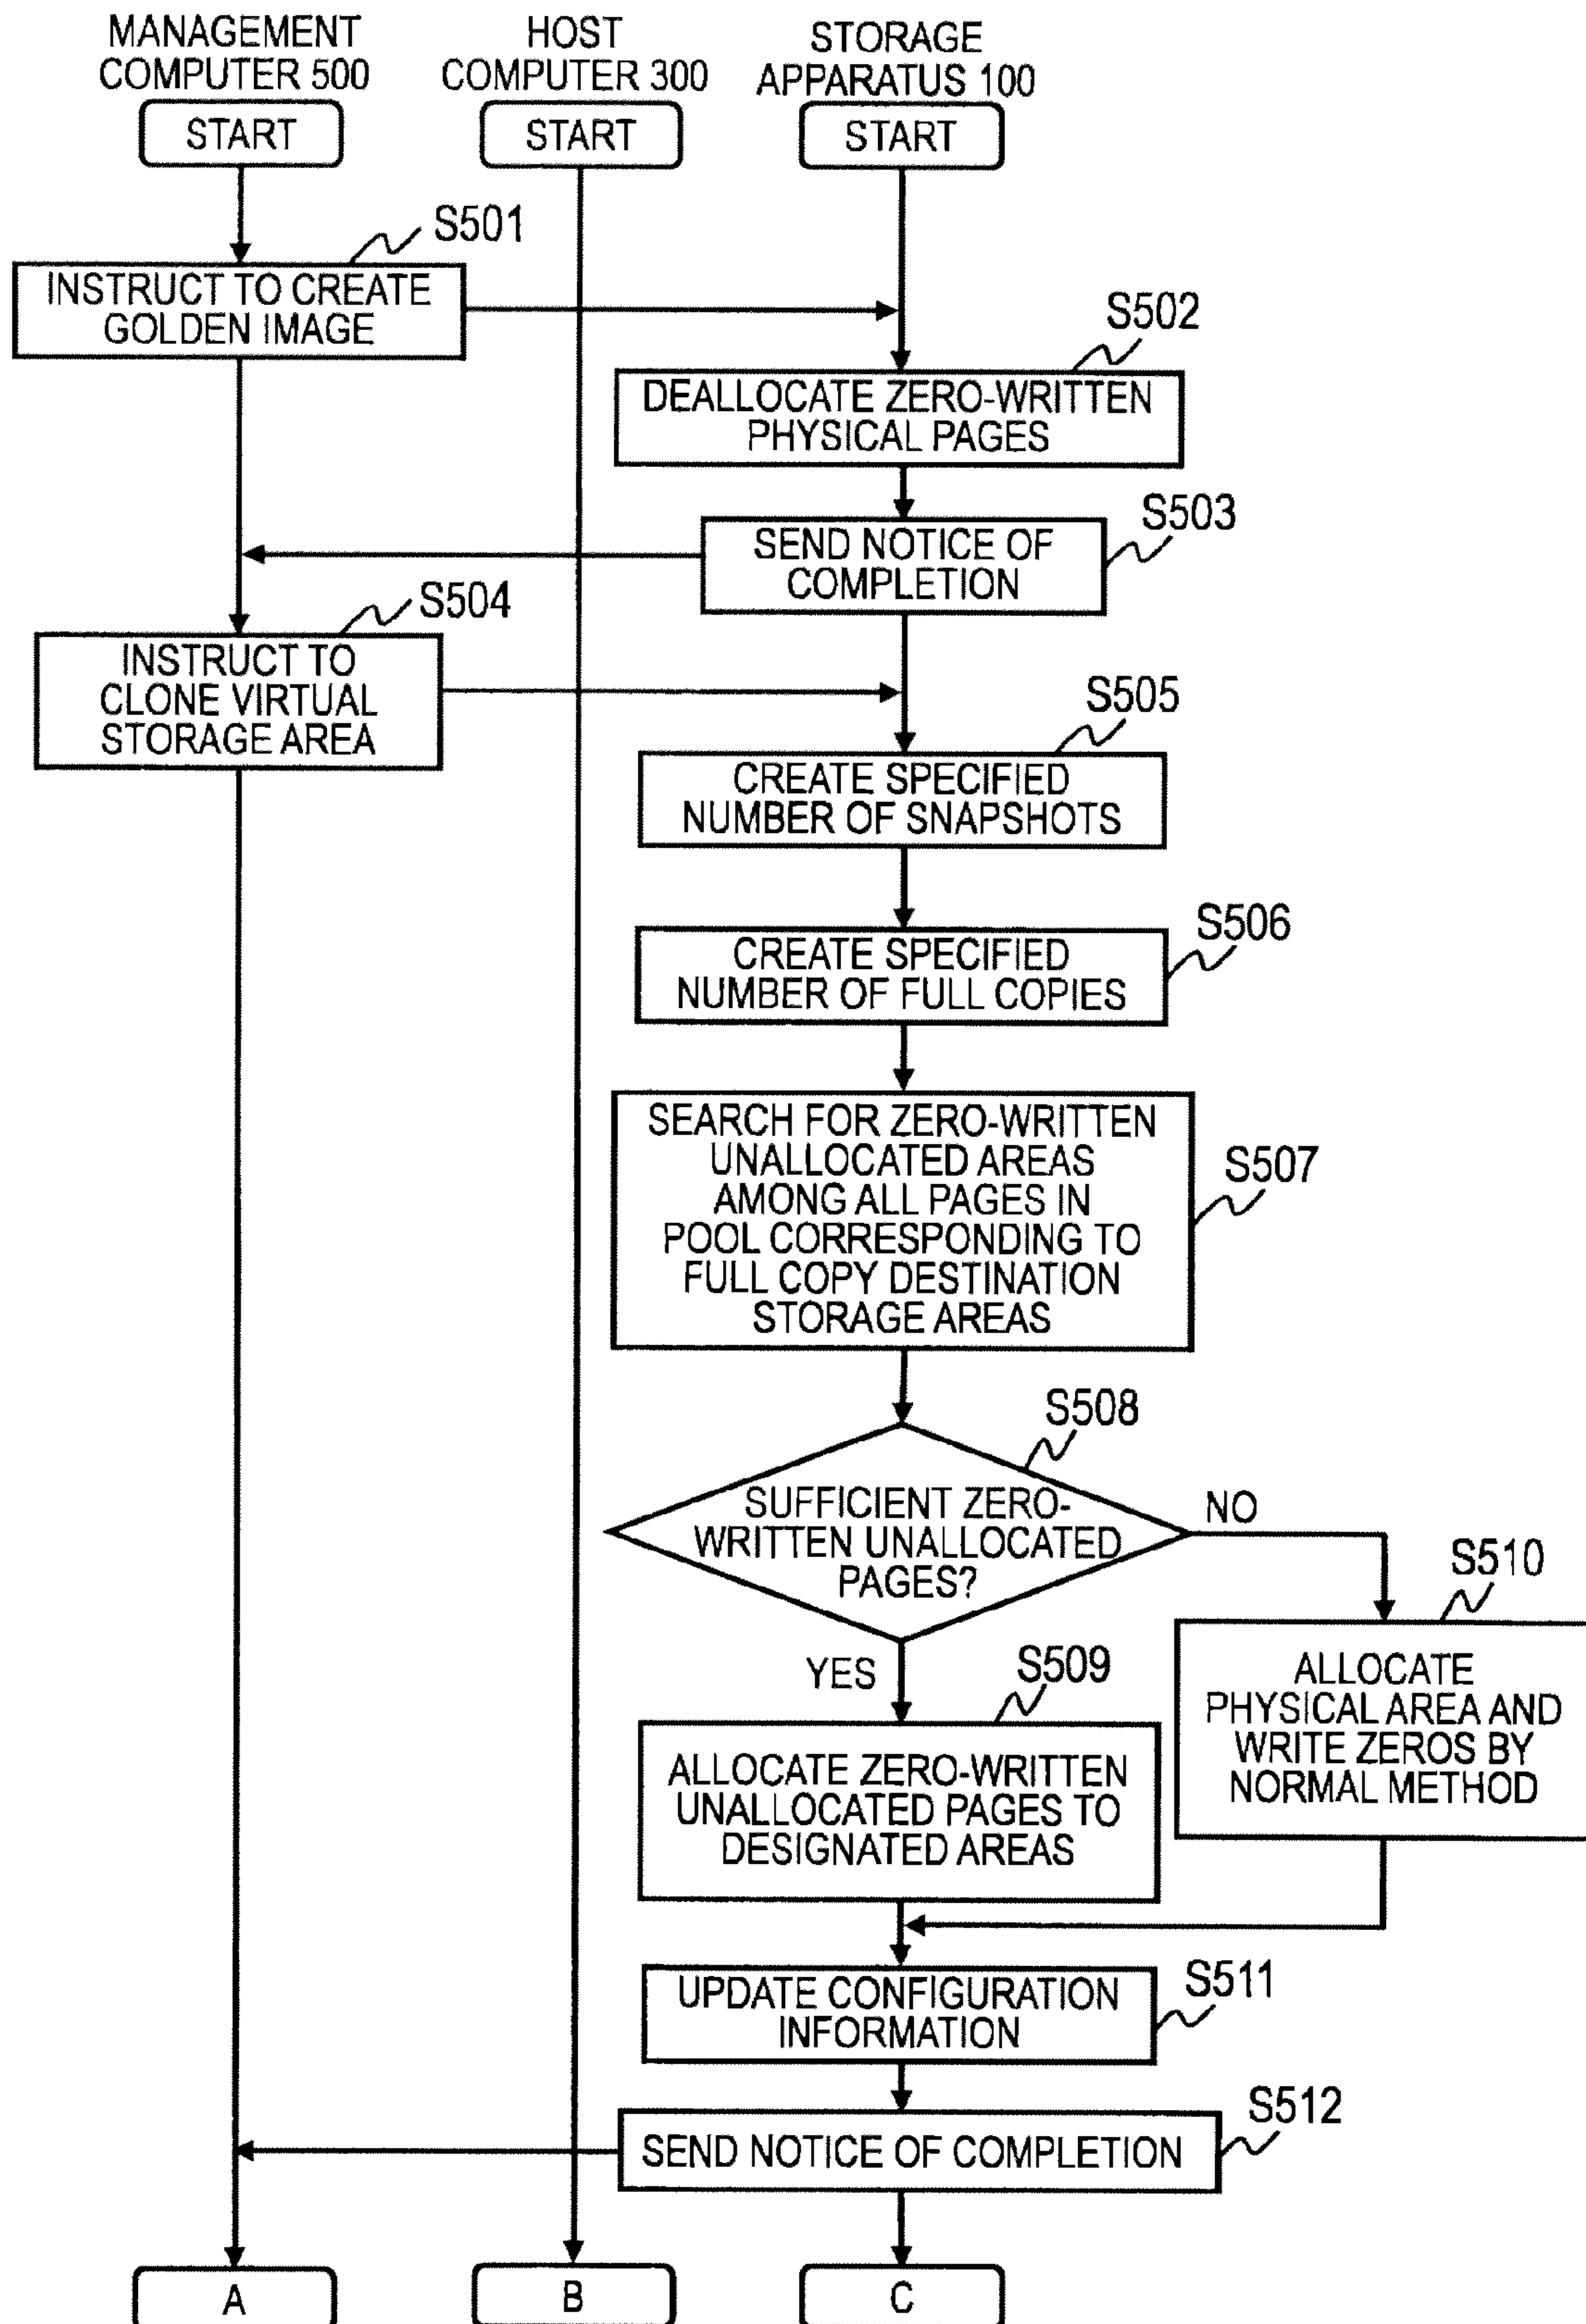 MANAGEMENT
COMPUTER 500
HOST
COMPUTER 300
STORAGE
APPARATUS 100
START
START
START
S501
INSTRUCT TO CREATE
GOLDEN IMAGE
S502
DEALLOCATE ZERO-WRITTEN
PHYSICAL PAGES
S503
SEND NOTICE OF
COMPLETION
S504
INSTRUCT TO
CLONE VIRTUAL
STORAGE AREA
S505
CREATE SPECIFIED
NUMBER OF SNAPSHOTS
S506
CREATE SPECIFIED
NUMBER OF FULL COPIES
S507
SEARCH FOR ZERO-WRITTEN
UNALLOCATED AREAS
AMONG ALL PAGES IN
POOL CORRESPONDING TO
FULL COPY DESTINATION
STORAGE AREAS
S508
SUFFICIENT ZERO-
WRITTEN UNALLOCATED
PAGES?
NO
S510
ALLOCATE
PHYSICAL AREA AND
WRITE ZEROS BY
NORMAL METHOD
YES
S509
ALLOCATE ZERO-WRITTEN
UNALLOCATED PAGES TO
DESIGNATED AREAS
S511
UPDATE CONFIGURATION
INFORMATION
S512
SEND NOTICE OF COMPLETION
A
B
C